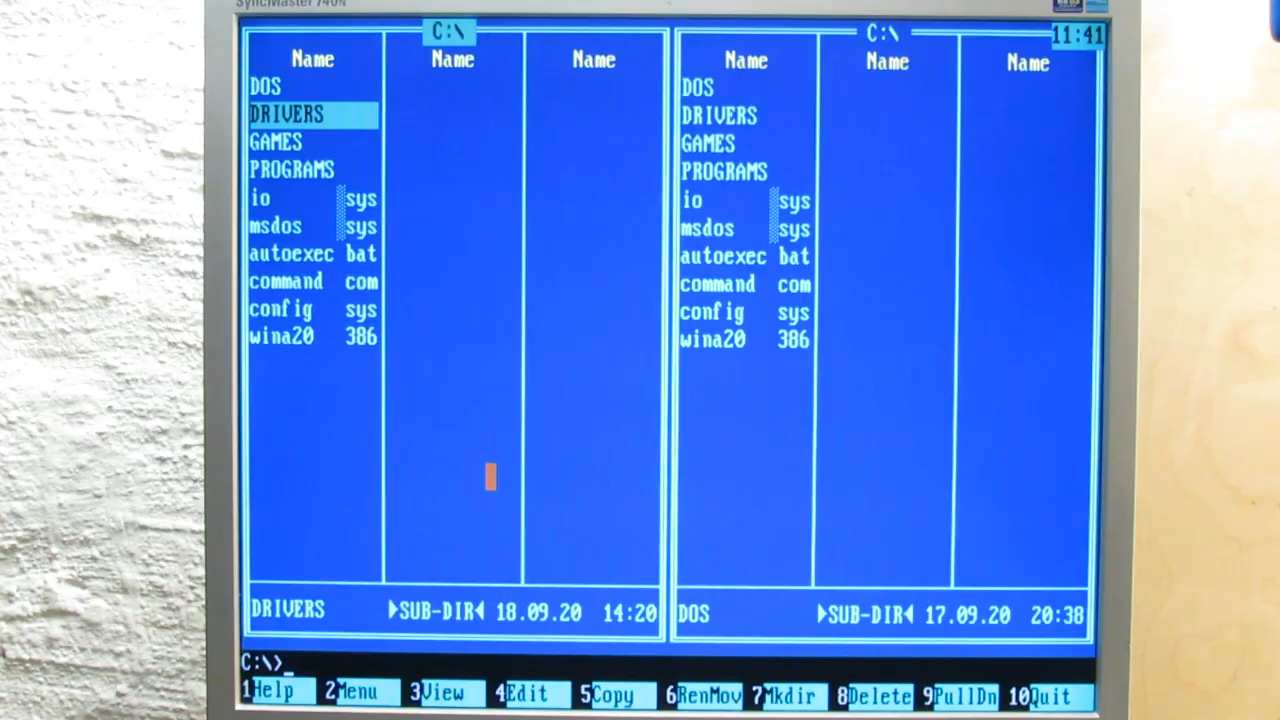 SyncMaster 740N
C:\ C:\ 11:41
Name Name Name Name Name Name
DOS DOS
DRIVERS DRIVERS
GAMES GAMES
PROGRAMS PROGRAMS
io sys io sys
msdos sys msdos sys
autoexec bat autoexec bat
command com command com
config sys config sys
wina20 386 wina20 386
DRIVERS ►SUB-DIR◄ 18.09.20 14:20 DOS ►SUB-DIR◄ 17.09.20 20:38
C:\>_
1Help 2Menu 3View 4Edit 5Copy 6RenMov 7Mkdir 8Delete 9PullDn 10Quit